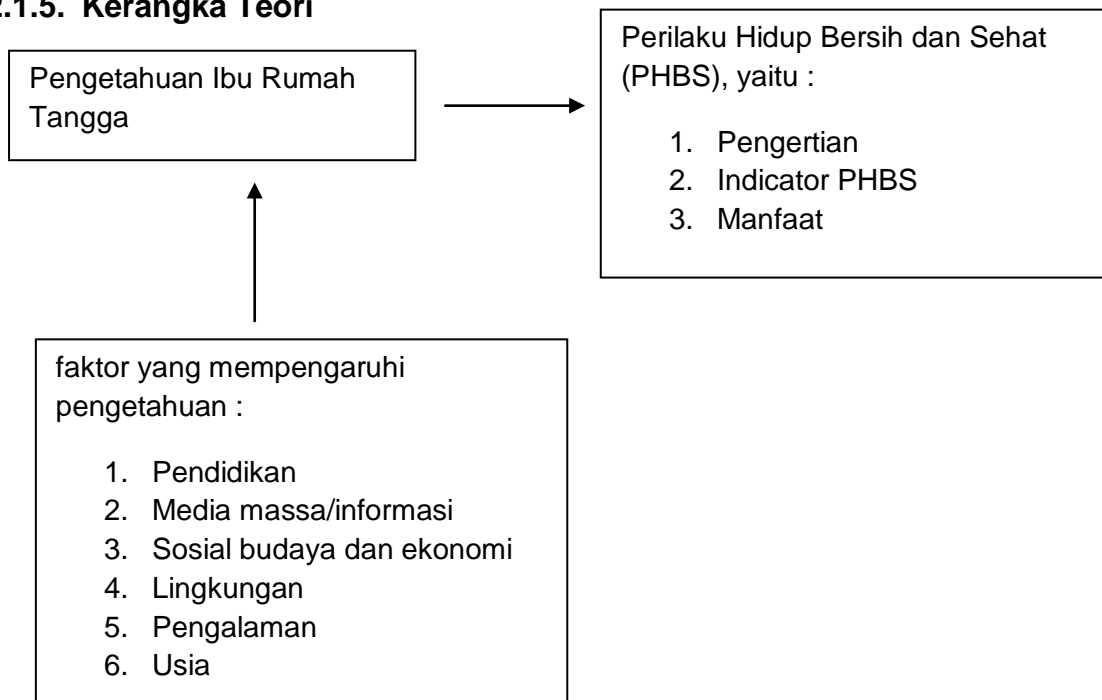 2.1.5. Kerangka Teori
Pengetahuan Ibu Rumah
Tangga
Perilaku Hidup Bersih dan Sehat
(PHBS), yaitu :
1. Pengertian
2. Indicator PHBS
3. Manfaat
faktor yang mempengaruhi
pengetahuan :
1. Pendidikan
2. Media massa/informasi
3. Sosial budaya dan ekonomi
4. Lingkungan
5. Pengalaman
6. Usia